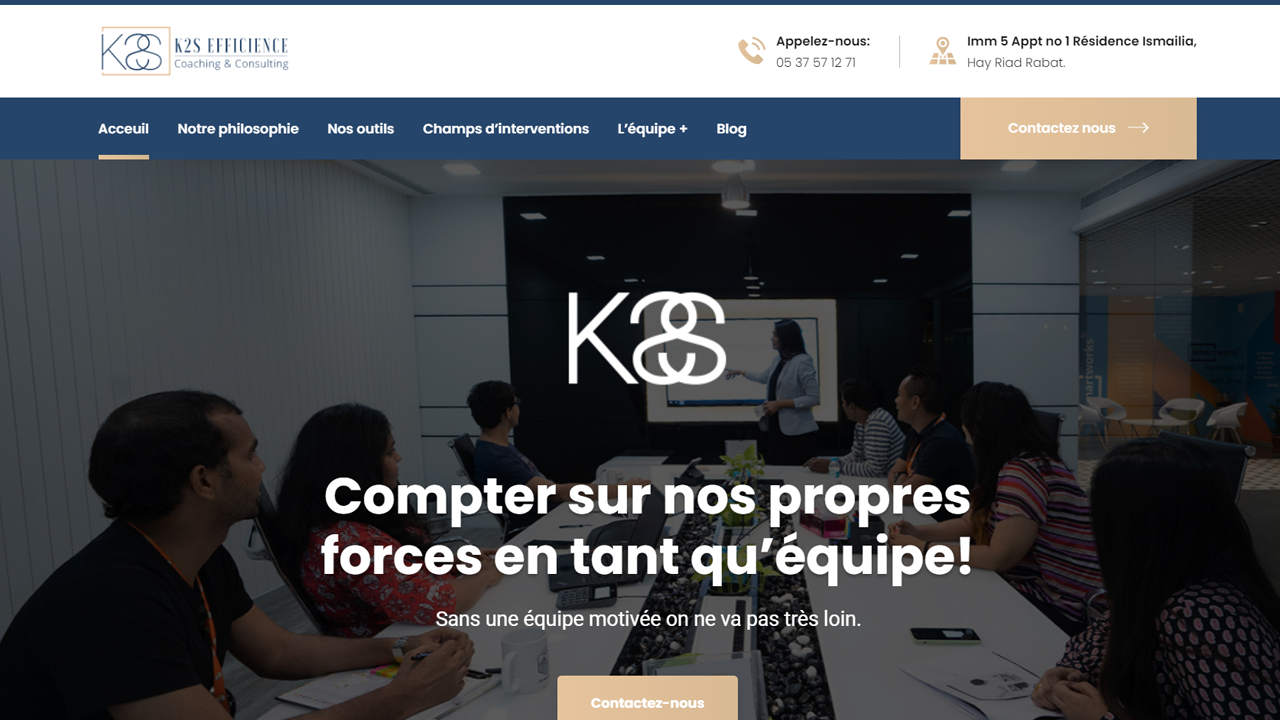 K2S EFFICIENCE
Coaching & Consulting
Appelez-nous:
05 37 57 12 71
Imm 5 Appt no 1 Résidence Ismailia,
Hay Riad Rabat.
Acceuil
Notre philosophie
Nos outils
Champs d’interventions
L’équipe +
Blog
Contactez nous
K2S
Compter sur nos propres
forces en tant qu’équipe!
Sans une équipe motivée on ne va pas très loin.
Contactez-nous